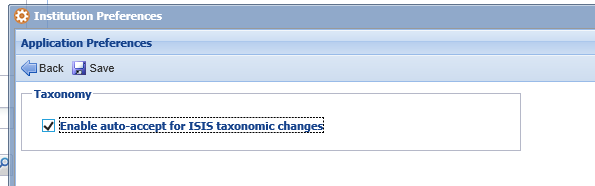 Institution Preferences
Application Preferences
Back Save
Taxonomy
Enable auto-accept for ISIS taxonomic changes